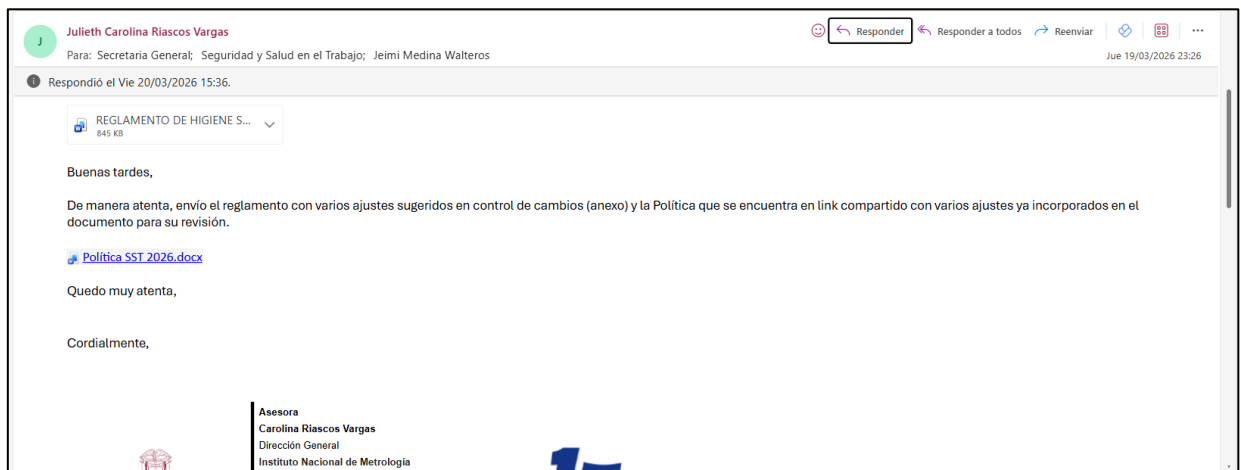 J
Julieth Carolina Riascos Vargas
Responder
Responder a todos
Reenviar
Para: Secretaria General; Seguridad y Salud en el Trabajo; Jeimi Medina Walteros
Jue 19/03/2026 23:26
Respondió el Vie 20/03/2026 15:36.
REGLAMENTO DE HIGIENE S...
845 KB
Buenas tardes,
De manera atenta, envío el reglamento con varios ajustes sugeridos en control de cambios (anexo) y la Política que se encuentra en link compartido con varios ajustes ya incorporados en el
documento para su revisión.
Política SST 2026.docx
Quedo muy atenta,
Cordialmente,
Asesora
Carolina Riascos Vargas
Dirección General
Instituto Nacional de Metrología